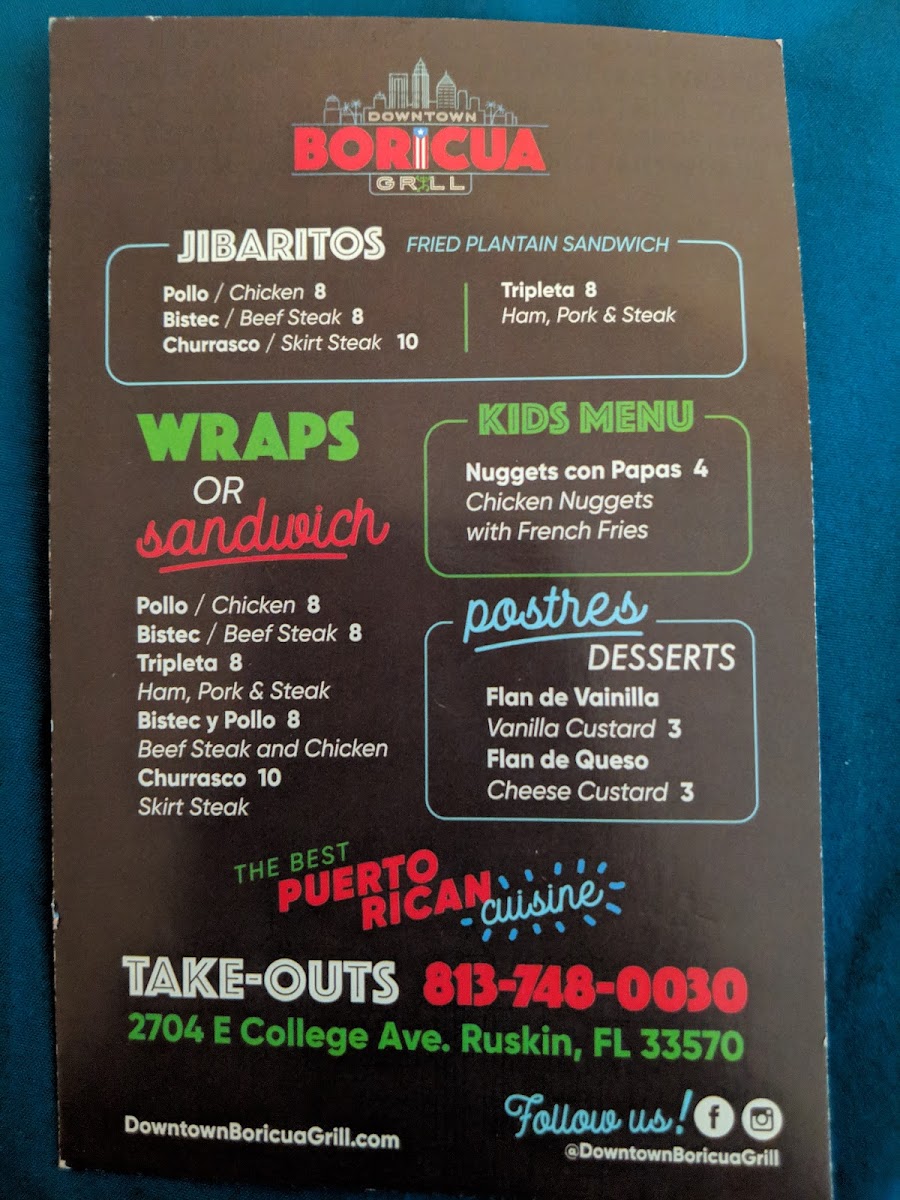 DOWNTOWN
BORICUA
GRILL
JIBARITOS FRIED PLANTAIN SANDWICH
Pollo / Chicken 8
Bistec / Beef Steak 8
Churrasco / Skirt Steak 10
Tripleta 8
Ham, Pork & Steak
WRAPS
OR
sandwich
Pollo / Chicken 8
Bistec / Beef Steak 8
Tripleta 8
Ham, Pork & Steak
Bistec y Pollo 8
Beef Steak and Chicken
Churrasco 10
Skirt Steak
KIDS MENU
Nuggets con Papas 4
Chicken Nuggets
with French Fries
postres
DESSERTS
Flan de Vainilla
Vanilla Custard 3
Flan de Queso
Cheese Custard 3
THE BEST
PUERTO
RICAN cuisine
TAKE-OUTS 813-748-0030
2704 E College Ave. Ruskin, FL 33570
DowntownBoricuaGrill.com
Follow us! f
@DowntownBoricuaGrill